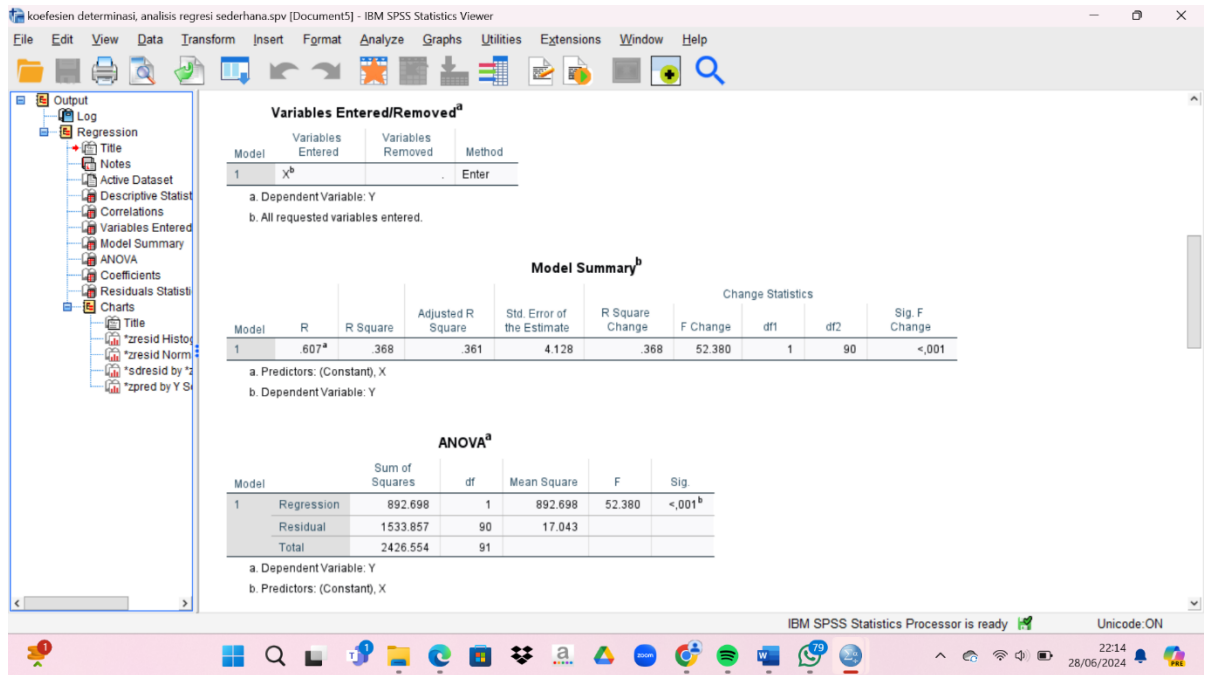 koefesien determinasi, analisis regresi sederhana.spv [Document5] - IBM SPSS Statistics Viewer
File Edit View Data Transform Insert Format Analyze Graphs Utilities Extensions Window Help
Output
Log
Regression
Title
Notes
Active Dataset
Descriptive Statist
Correlations
Variables Entered
Model Summary
ANOVA
Coefficients
Residuals Statisti
Charts
Title
*zresid Histog
*zresid Norm
*sdresid by *z
*zpred by Y S
Variables Entered/Removedᵃ
Model Variables Entered Variables Removed Method
1 Xᵇ . Enter
a. Dependent Variable: Y
b. All requested variables entered.
Model Summaryᵇ
Change Statistics
Model R R Square Adjusted R Square Std. Error of the Estimate R Square Change F Change df1 df2 Sig. F Change
1 .607ᵃ .368 .361 4.128 .368 52.380 1 90 <,001
a. Predictors: (Constant), X
b. Dependent Variable: Y
ANOVAᵃ
Model Sum of Squares df Mean Square F Sig.
1 Regression 892.698 1 892.698 52.380 <,001ᵇ
Residual 1533.857 90 17.043
Total 2426.554 91
a. Dependent Variable: Y
b. Predictors: (Constant), X
IBM SPSS Statistics Processor is ready Unicode:ON
1
1
a
zoom
W
79
22:14
28/06/2024
PRE